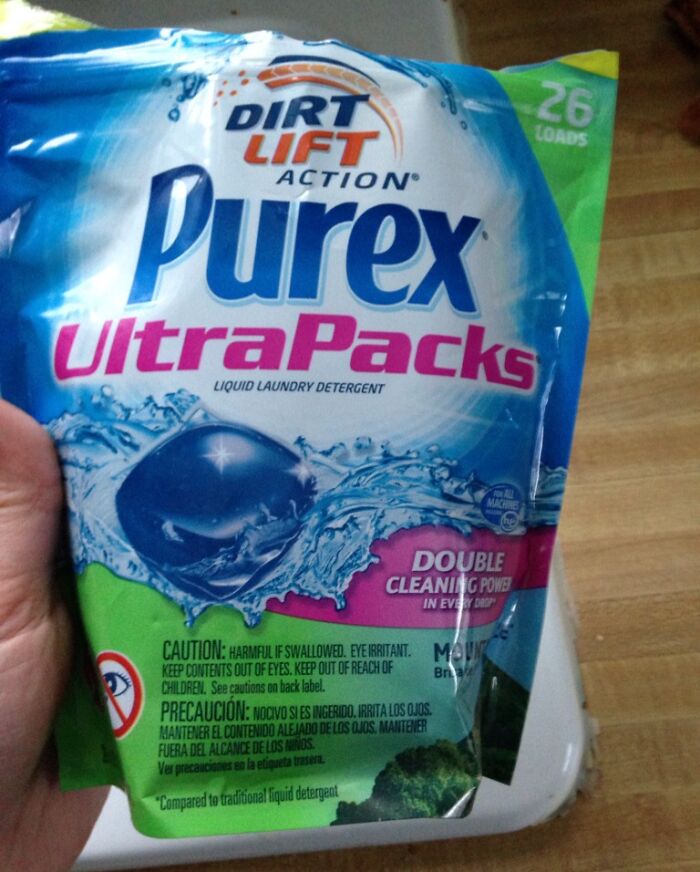 DIRT
LIFT
ACTION®
26
LOADS
Purex®
UltraPacks
LIQUID LAUNDRY DETERGENT
FOR ALL
MACHINES
DOUBLE
CLEANING POWER
IN EVERY DROP*
CAUTION: HARMFUL IF SWALLOWED. EYE IRRITANT.
KEEP CONTENTS OUT OF EYES. KEEP OUT OF REACH OF
CHILDREN. See cautions on back label.
PRECAUCIÓN: NOCIVO SI ES INGERIDO. IRRITA LOS OJOS.
MANTENER EL CONTENIDO ALEJADO DE LOS OJOS. MANTENER
FUERA DEL ALCANCE DE LOS NIÑOS.
Ver precauciones en la etiqueta trasera.
*Compared to traditional liquid detergent